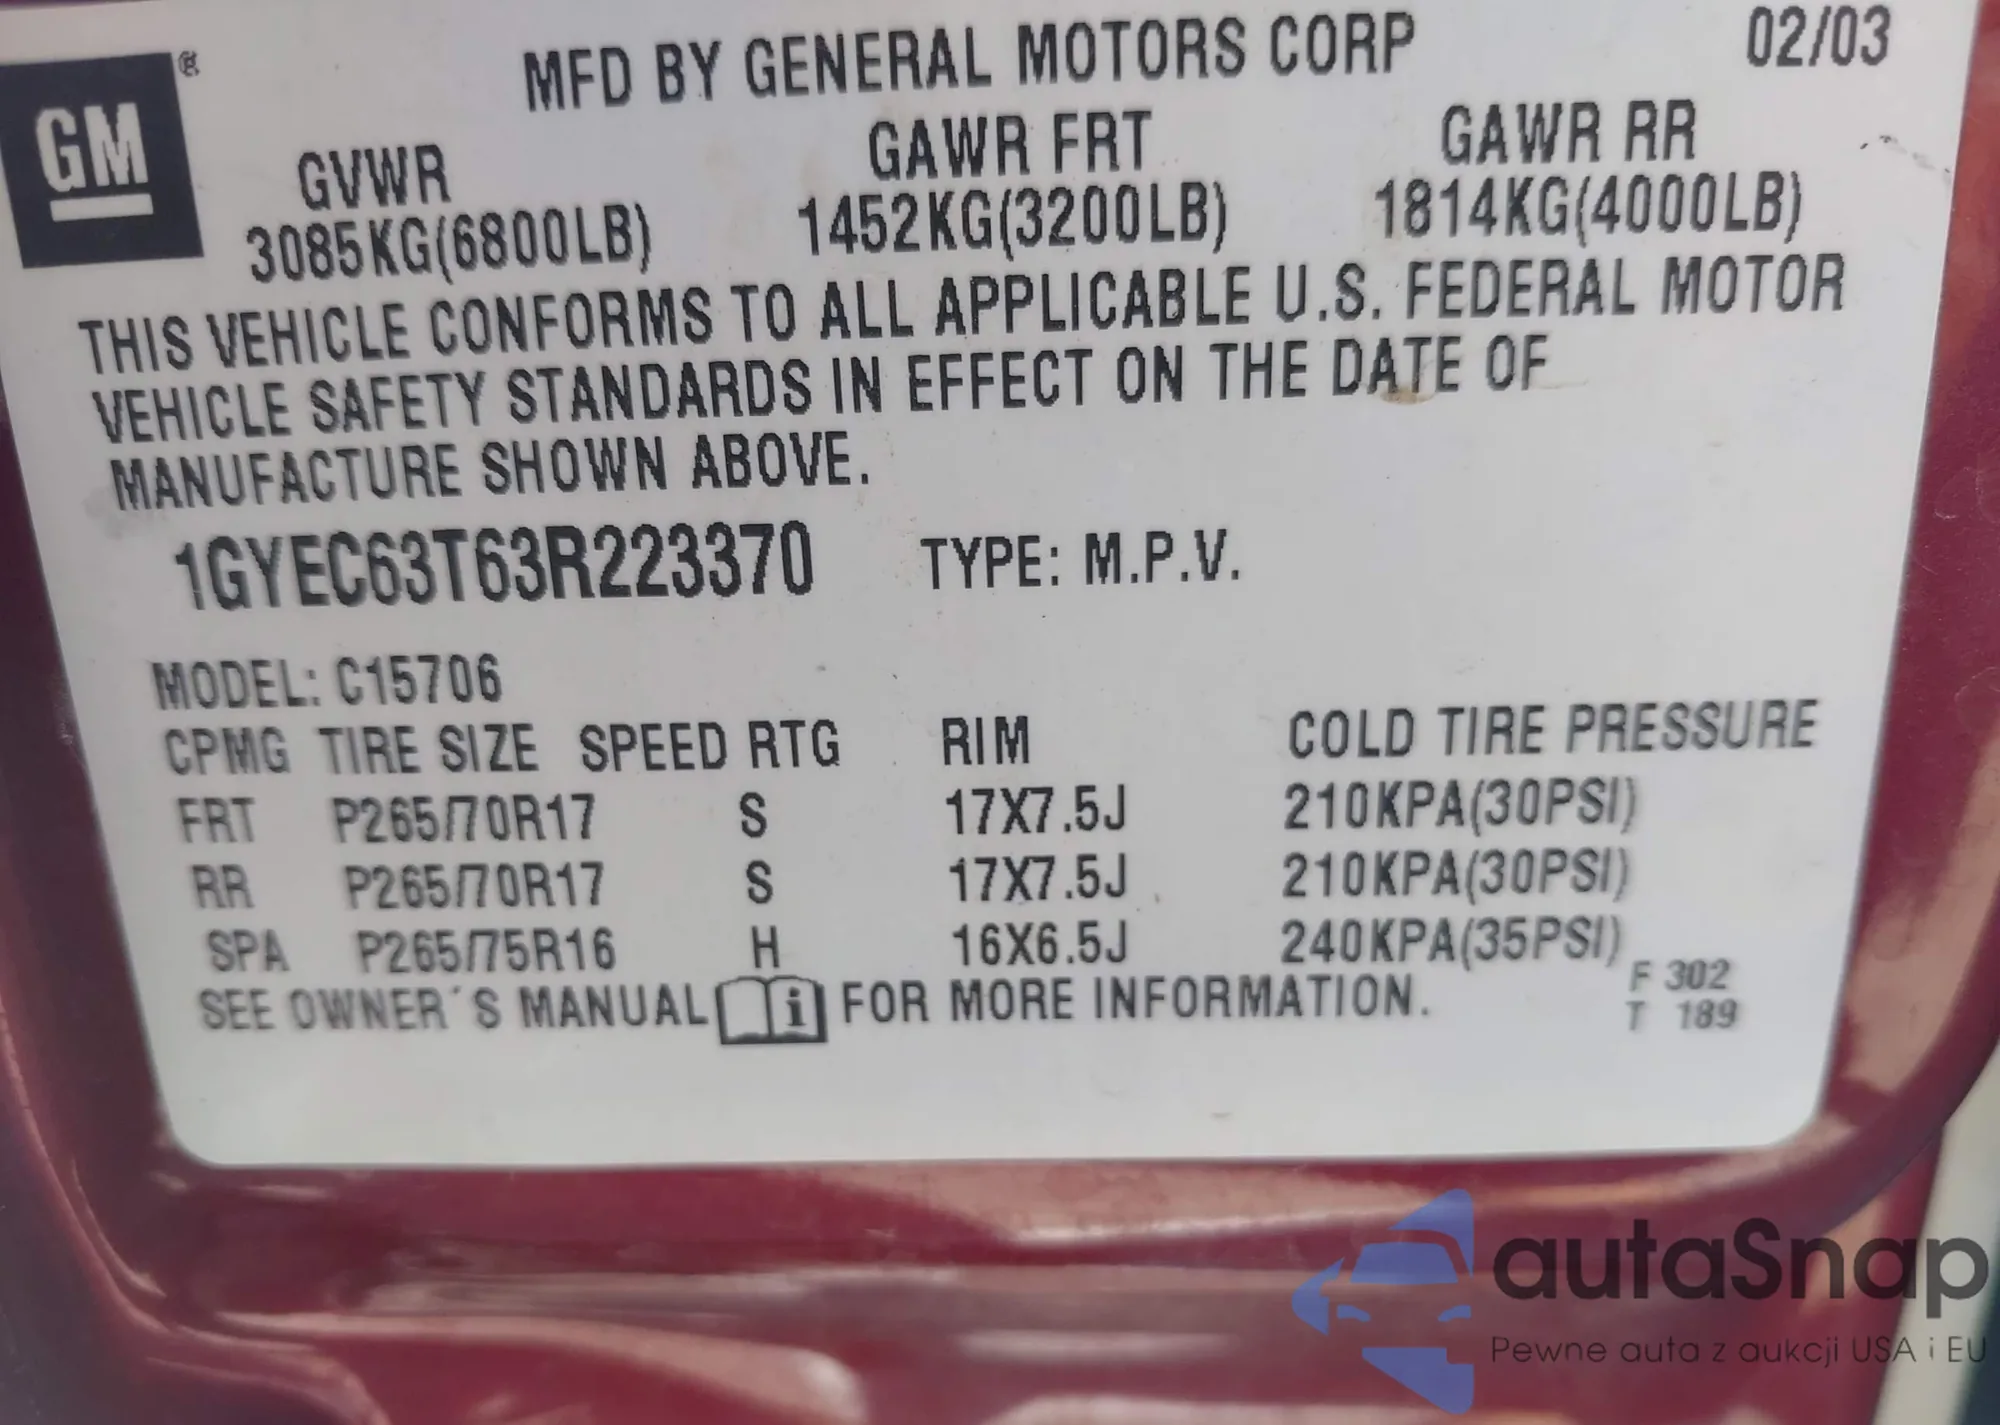 GM ®
MFD BY GENERAL MOTORS CORP 02/03
GVWR GAWR FRT GAWR RR
3085KG(6800LB) 1452KG(3200LB) 1814KG(4000LB)
THIS VEHICLE CONFORMS TO ALL APPLICABLE U.S. FEDERAL MOTOR
VEHICLE SAFETY STANDARDS IN EFFECT ON THE DATE OF
MANUFACTURE SHOWN ABOVE.
1GYEC63T63R223370 TYPE: M.P.V.
MODEL: C15706
CPMG TIRE SIZE SPEED RTG RIM COLD TIRE PRESSURE
FRT P265/70R17 S 17X7.5J 210KPA(30PSI)
RR P265/70R17 S 17X7.5J 210KPA(30PSI)
SPA P265/75R16 H 16X6.5J 240KPA(35PSI)
SEE OWNER´S MANUAL i FOR MORE INFORMATION.
F 302
T 189
autaSnap
Pewne auta z aukcji USA i EU